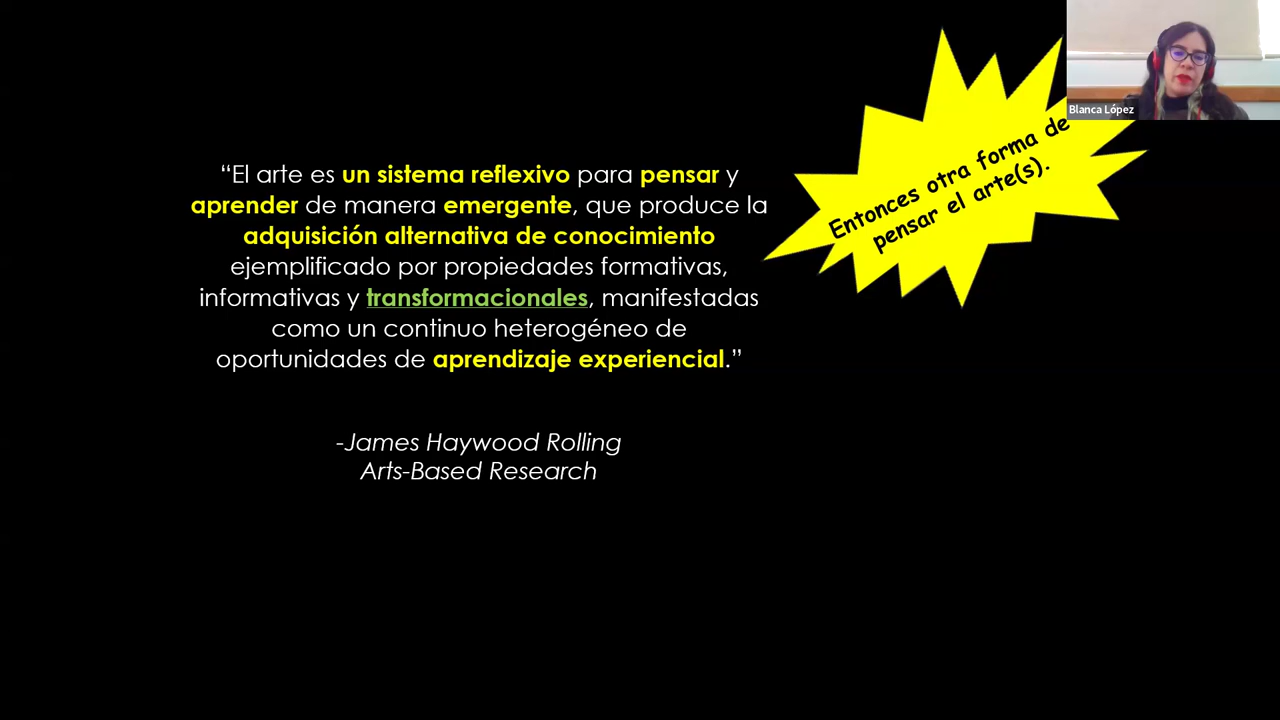 “El arte es un sistema reflexivo para pensar y
aprender de manera emergente, que produce la
adquisición alternativa de conocimiento
ejemplificado por propiedades formativas,
informativas y transformacionales, manifestadas
como un continuo heterogéneo de
oportunidades de aprendizaje experiencial.”
-James Haywood Rolling
Arts-Based Research
Entonces otra forma de
pensar el arte(s).
Blanca López